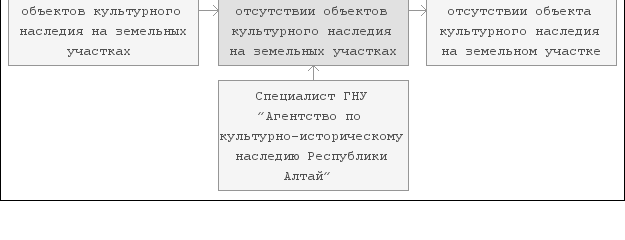 объектов культурного
наследия на земельных
участках
отсутствии объектов
культурного наследия
на земельных участках
отсутствии объекта
культурного наследия
на земельном участке
Специалист ГНУ
"Агентство по
культурно-историческому
наследию Республики
Алтай"